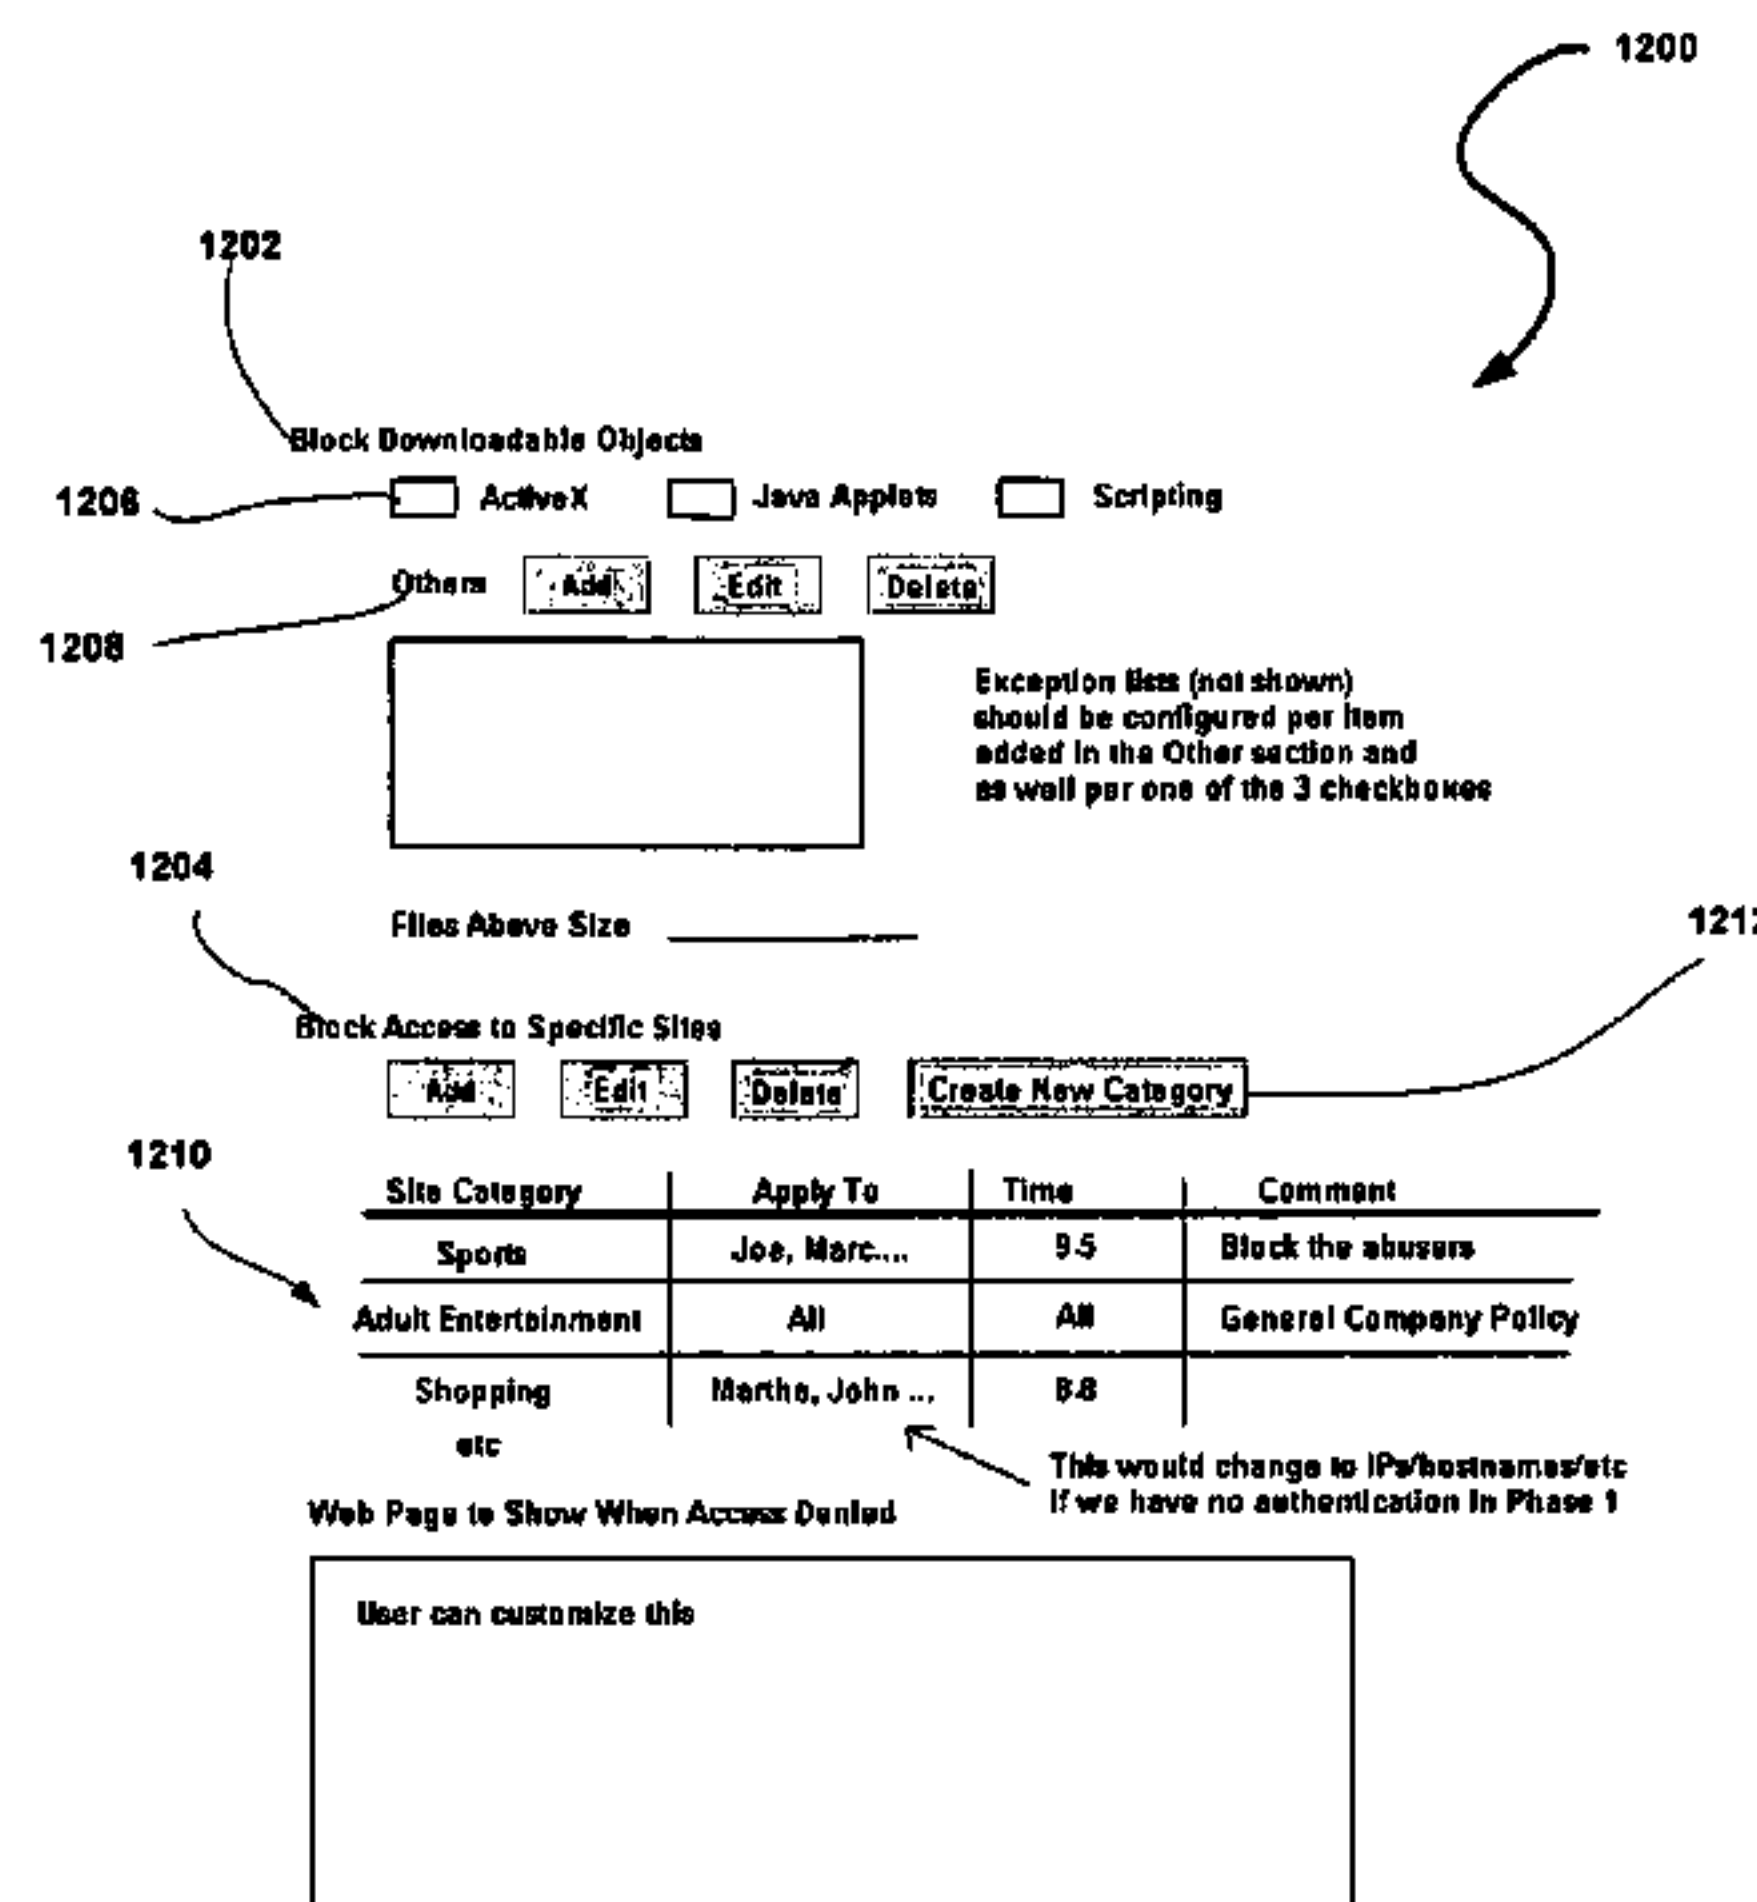 1200
1202
Block Downloadable Objects
1206 ActiveX Java Applets Scripting
Others Add Edit Delete
1208
Exception lists (not shown)
should be configured per item
added in the Other section and
as well per one of the 3 checkboxes
1204
Files Above Size
1212
Block Access to Specific Sites
Add Edit Delete Create New Category
1210
Site Category Apply To Time Comment
Sports Joe, Marc.... 9-5 Block the abusers
Adult Entertainment All All General Company Policy
Shopping Martha, John ...
etc
This would change to IPs/hostnames/etc
If we have no authentication in Phase 1
Web Page to Show When Access Denied
User can customize this